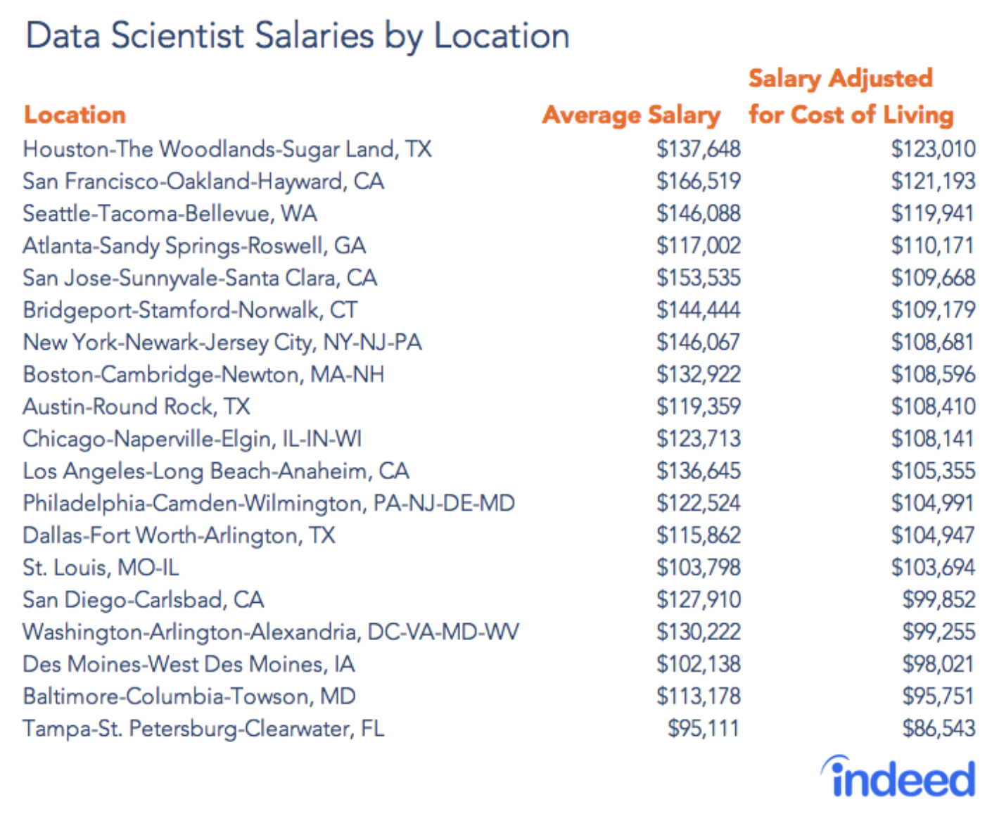 Data Scientist Salaries by Location
Salary Adjusted
Location Average Salary for Cost of Living
Houston-The Woodlands-Sugar Land, TX $137,648 $123,010
San Francisco-Oakland-Hayward, CA $166,519 $121,193
Seattle-Tacoma-Bellevue, WA $146,088 $119,941
Atlanta-Sandy Springs-Roswell, GA $117,002 $110,171
San Jose-Sunnyvale-Santa Clara, CA $153,535 $109,668
Bridgeport-Stamford-Norwalk, CT $144,444 $109,179
New York-Newark-Jersey City, NY-NJ-PA $146,067 $108,681
Boston-Cambridge-Newton, MA-NH $132,922 $108,596
Austin-Round Rock, TX $119,359 $108,410
Chicago-Naperville-Elgin, IL-IN-WI $123,713 $108,141
Los Angeles-Long Beach-Anaheim, CA $136,645 $105,355
Philadelphia-Camden-Wilmington, PA-NJ-DE-MD $122,524 $104,991
Dallas-Fort Worth-Arlington, TX $115,862 $104,947
St. Louis, MO-IL $103,798 $103,694
San Diego-Carlsbad, CA $127,910 $99,852
Washington-Arlington-Alexandria, DC-VA-MD-WV $130,222 $99,255
Des Moines-West Des Moines, IA $102,138 $98,021
Baltimore-Columbia-Towson, MD $113,178 $95,751
Tampa-St. Petersburg-Clearwater, FL $95,111 $86,543
indeed